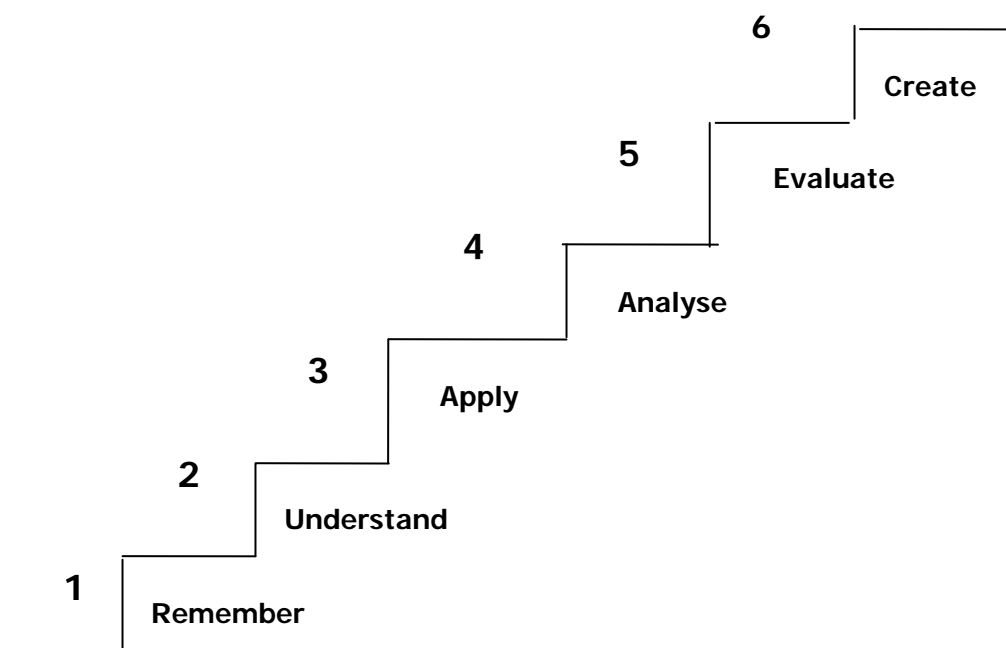 6
Create
5
Evaluate
4
Analyse
3
Apply
2
Understand
1
Remember